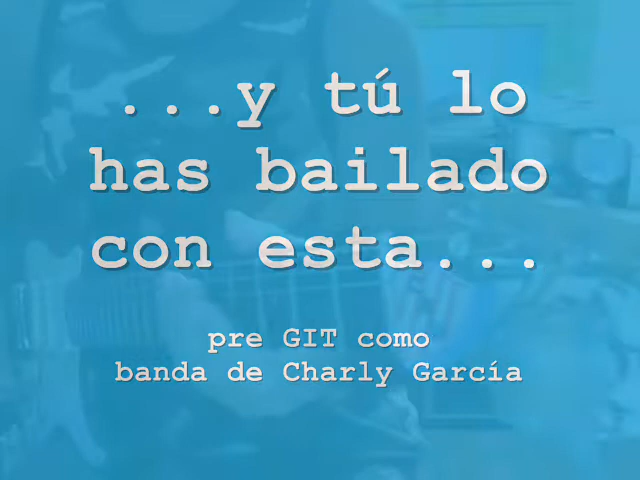 ...y tú lo
has bailado
con esta...
pre GIT como
banda de Charly García